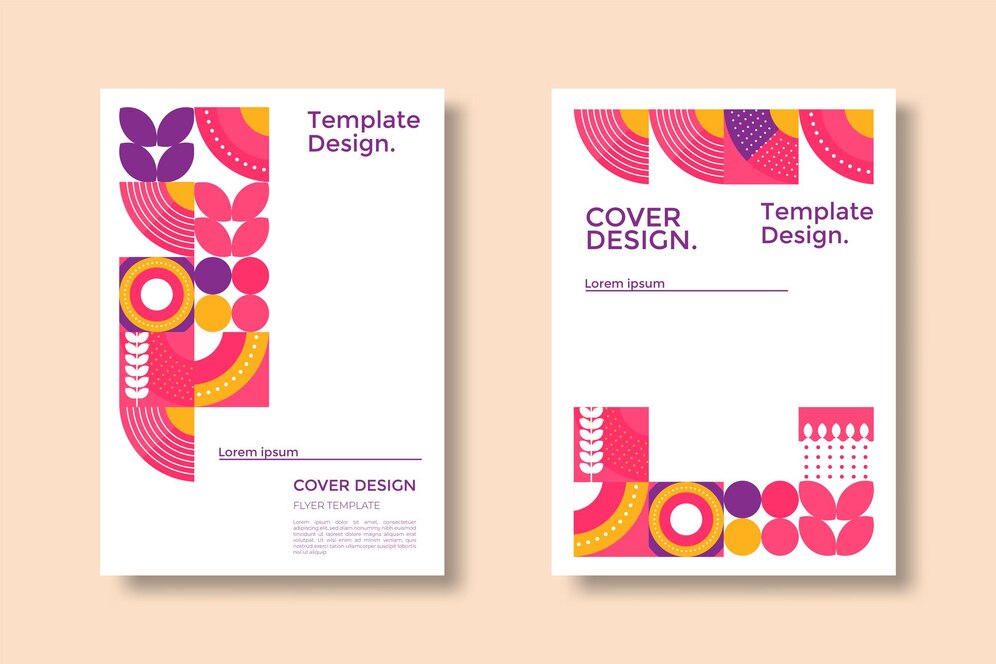 Template
Design.
Lorem ipsum
COVER DESIGN
FLYER TEMPLATE
Lorem ipsum dolor sit amet, consectetuer
adipiscing elit, sed diam nonummy nibh
euismod tincidunt ut laoreet dolore magna
aliquam erat volutpat. Ut wisi enim ad minim
veniam, quis nostrud exerci tation ullamcorper
suscipit lobortis nisl ut aliquip
COVER
DESIGN.
Template
Design.
Lorem ipsum